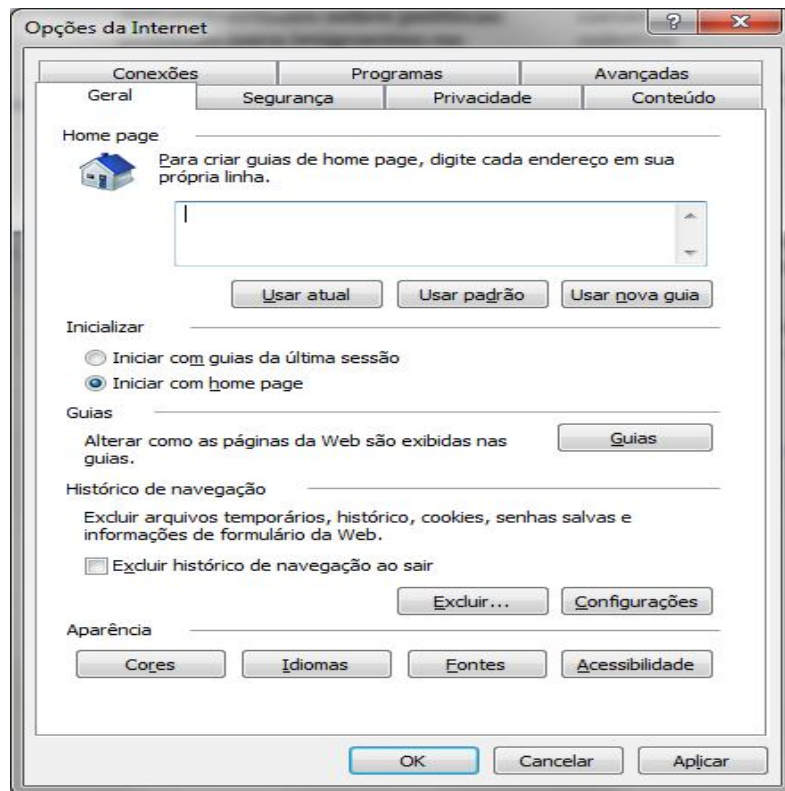 Opções da Internet
Conexões Programas Avançadas
Geral Segurança Privacidade Conteúdo
Home page
Para criar guias de home page, digite cada endereço em sua
própria linha.
Usar atual Usar padrão Usar nova guia
Inicializar
Iniciar com guias da última sessão
Iniciar com home page
Guias
Alterar como as páginas da Web são exibidas nas
guias.
Guias
Histórico de navegação
Excluir arquivos temporários, histórico, cookies, senhas salvas e
informações de formulário da Web.
Excluir histórico de navegação ao sair
Excluir... Configurações
Aparência
Cores Idiomas Fontes Acessibilidade
OK Cancelar Aplicar